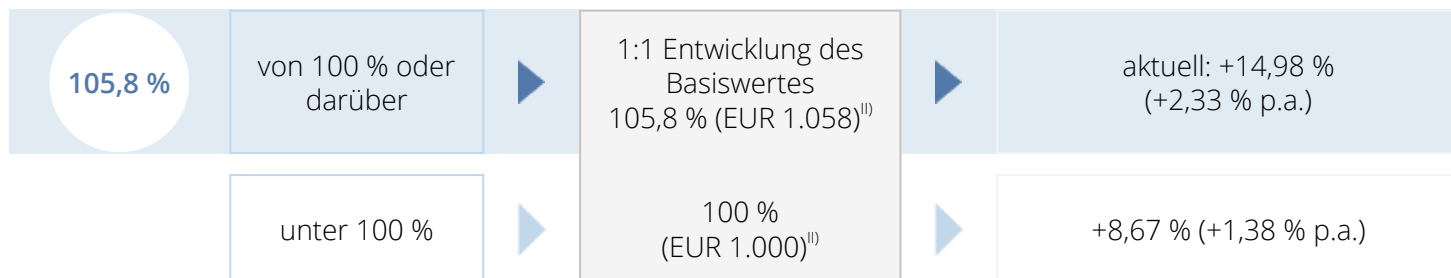 105,8 %
von 100 % oder
darüber
1:1 Entwicklung des
Basiswertes
105,8 % (EUR 1.058)II)
aktuell: +14,98 %
(+2,33 % p.a.)
unter 100 %
100 %
(EUR 1.000)II)
+8,67 % (+1,38 % p.a.)